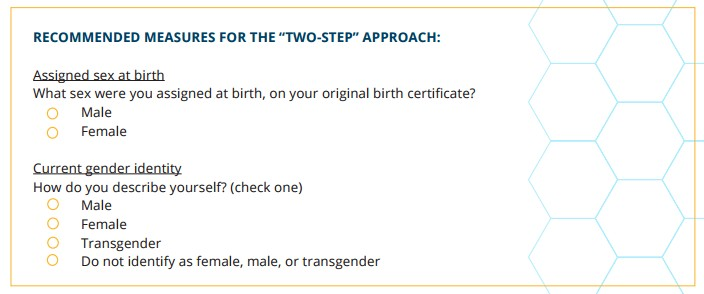 RECOMMENDED MEASURES FOR THE “TWO-STEP” APPROACH:
Assigned sex at birth
What sex were you assigned at birth, on your original birth certificate?
Male
Female
Current gender identity
How do you describe yourself? (check one)
Male
Female
Transgender
Do not identify as female, male, or transgender